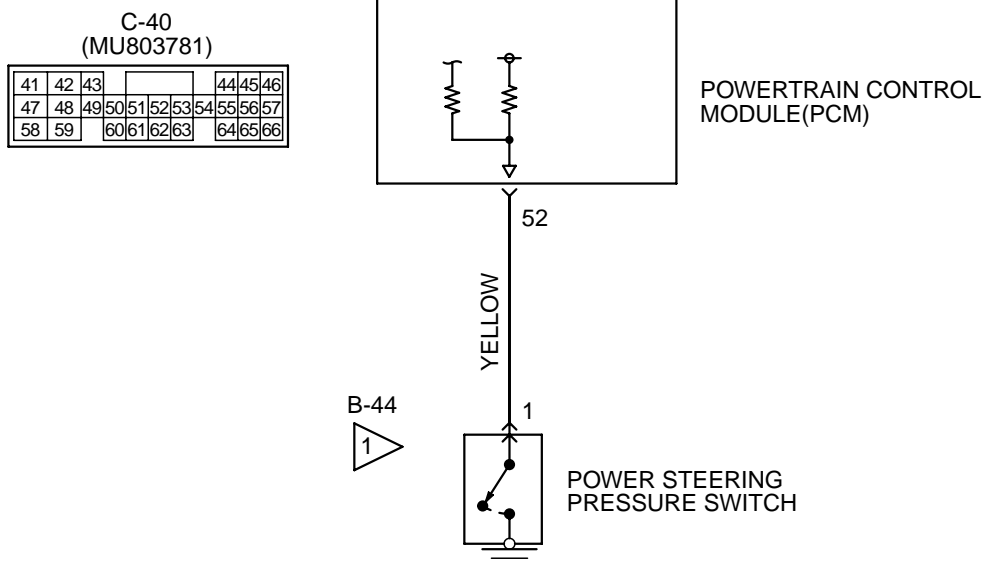 C-40
(MU803781)
41 42 43 44 45 46
47 48 49 50 51 52 53 54 55 56 57
58 59 60 61 62 63 64 65 66
POWERTRAIN CONTROL
MODULE(PCM)
52
YELLOW
B-44
1
1
POWER STEERING
PRESSURE SWITCH